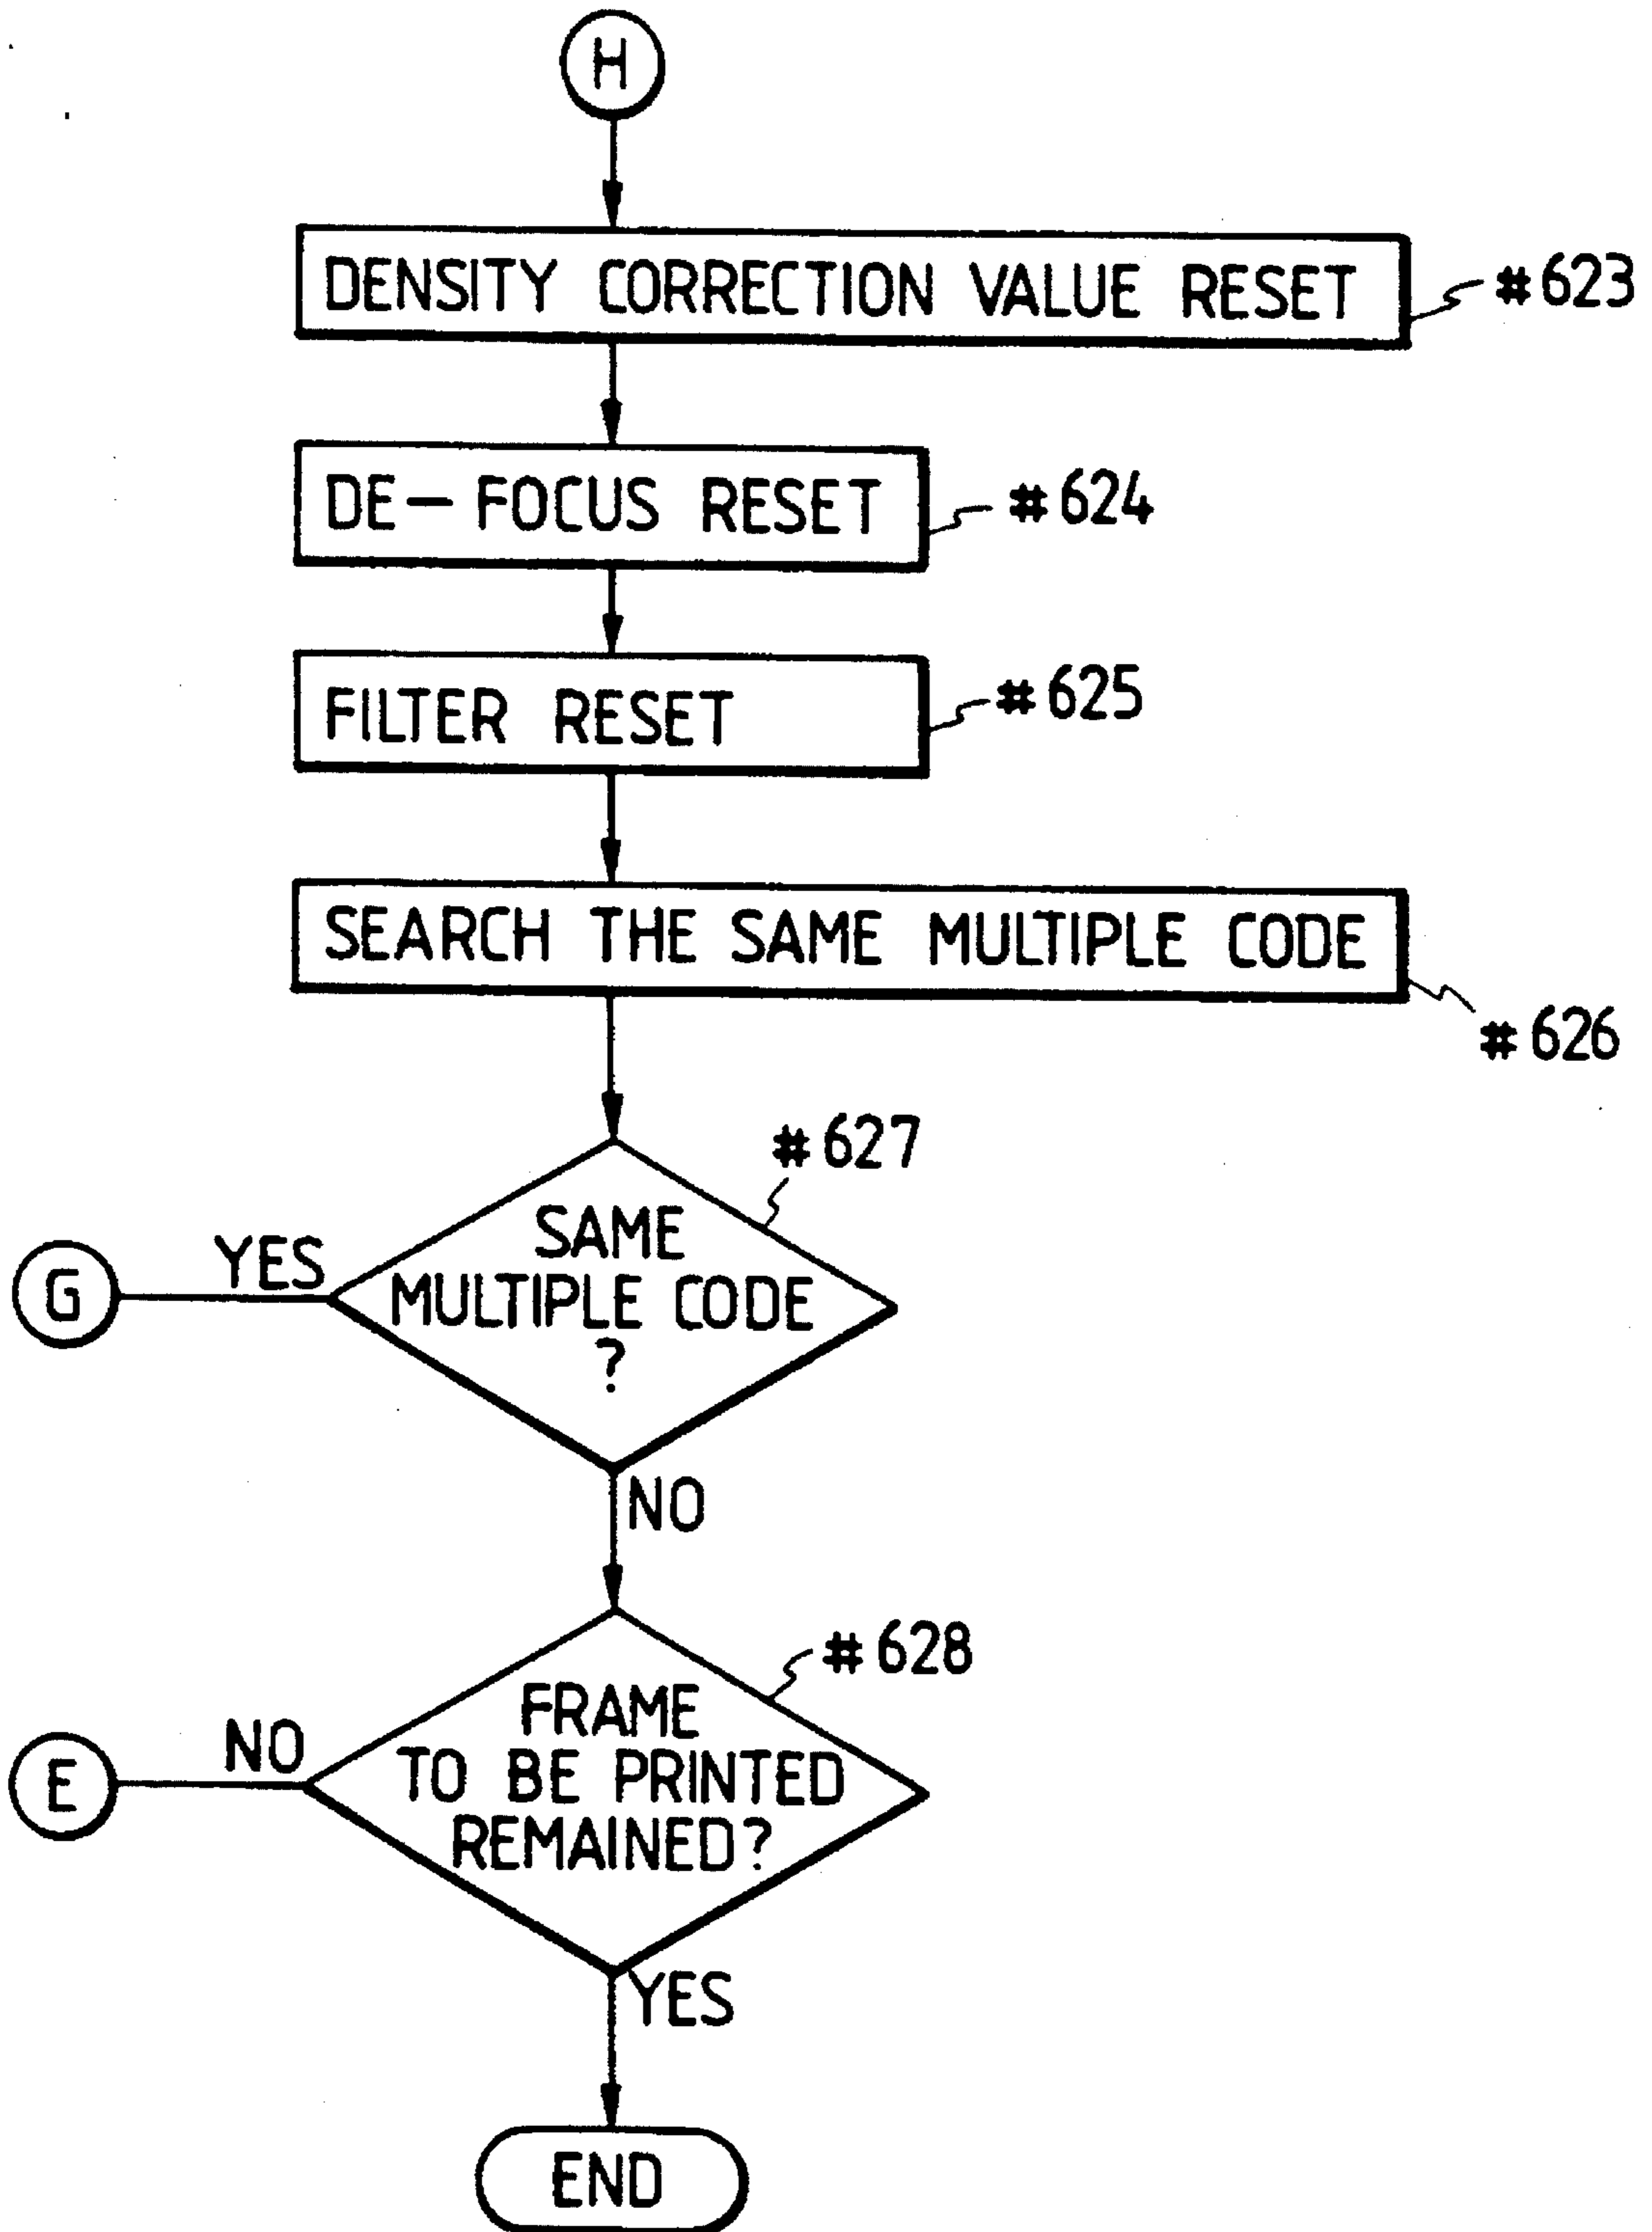 H
DENSITY CORRECTION VALUE RESET
#623
DE-FOCUS RESET
#624
FILTER RESET
#625
SEARCH THE SAME MULTIPLE CODE
#626
#627
SAME
MULTIPLE CODE
?
YES
G
NO
#628
FRAME
TO BE PRINTED
REMAINED?
NO
E
YES
END